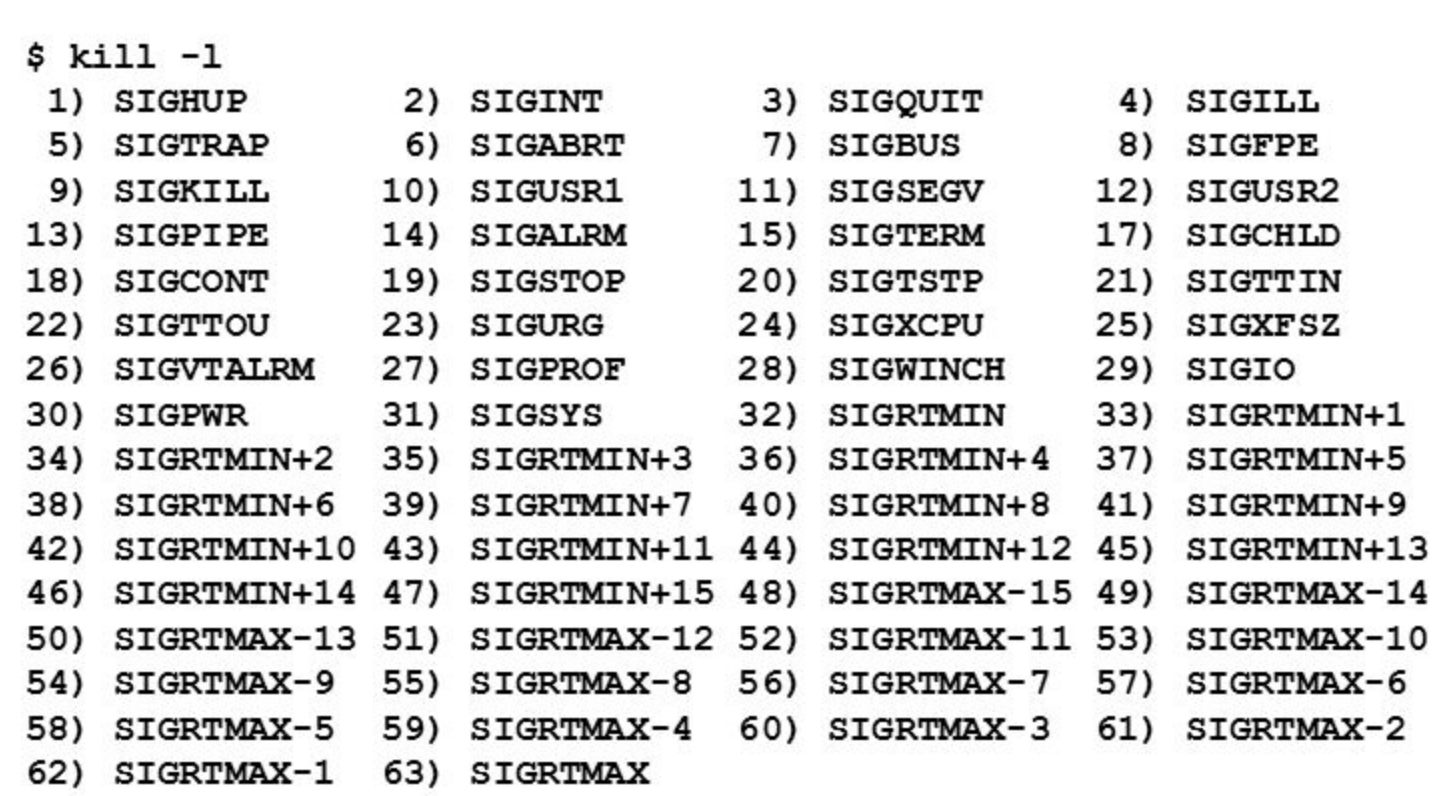 $ kill -l
 1) SIGHUP       2) SIGINT       3) SIGQUIT      4) SIGILL
 5) SIGTRAP      6) SIGABRT      7) SIGBUS       8) SIGFPE
 9) SIGKILL     10) SIGUSR1     11) SIGSEGV     12) SIGUSR2
13) SIGPIPE     14) SIGALRM     15) SIGTERM     17) SIGCHLD
18) SIGCONT     19) SIGSTOP     20) SIGTSTP     21) SIGTTIN
22) SIGTTOU     23) SIGURG      24) SIGXCPU     25) SIGXFSZ
26) SIGVTALRM   27) SIGPROF     28) SIGWINCH    29) SIGIO
30) SIGPWR      31) SIGSYS      32) SIGRTMIN    33) SIGRTMIN+1
34) SIGRTMIN+2  35) SIGRTMIN+3  36) SIGRTMIN+4  37) SIGRTMIN+5
38) SIGRTMIN+6  39) SIGRTMIN+7  40) SIGRTMIN+8  41) SIGRTMIN+9
42) SIGRTMIN+10 43) SIGRTMIN+11 44) SIGRTMIN+12 45) SIGRTMIN+13
46) SIGRTMIN+14 47) SIGRTMIN+15 48) SIGRTMAX-15 49) SIGRTMAX-14
50) SIGRTMAX-13 51) SIGRTMAX-12 52) SIGRTMAX-11 53) SIGRTMAX-10
54) SIGRTMAX-9  55) SIGRTMAX-8  56) SIGRTMAX-7  57) SIGRTMAX-6
58) SIGRTMAX-5  59) SIGRTMAX-4  60) SIGRTMAX-3  61) SIGRTMAX-2
62) SIGRTMAX-1  63) SIGRTMAX